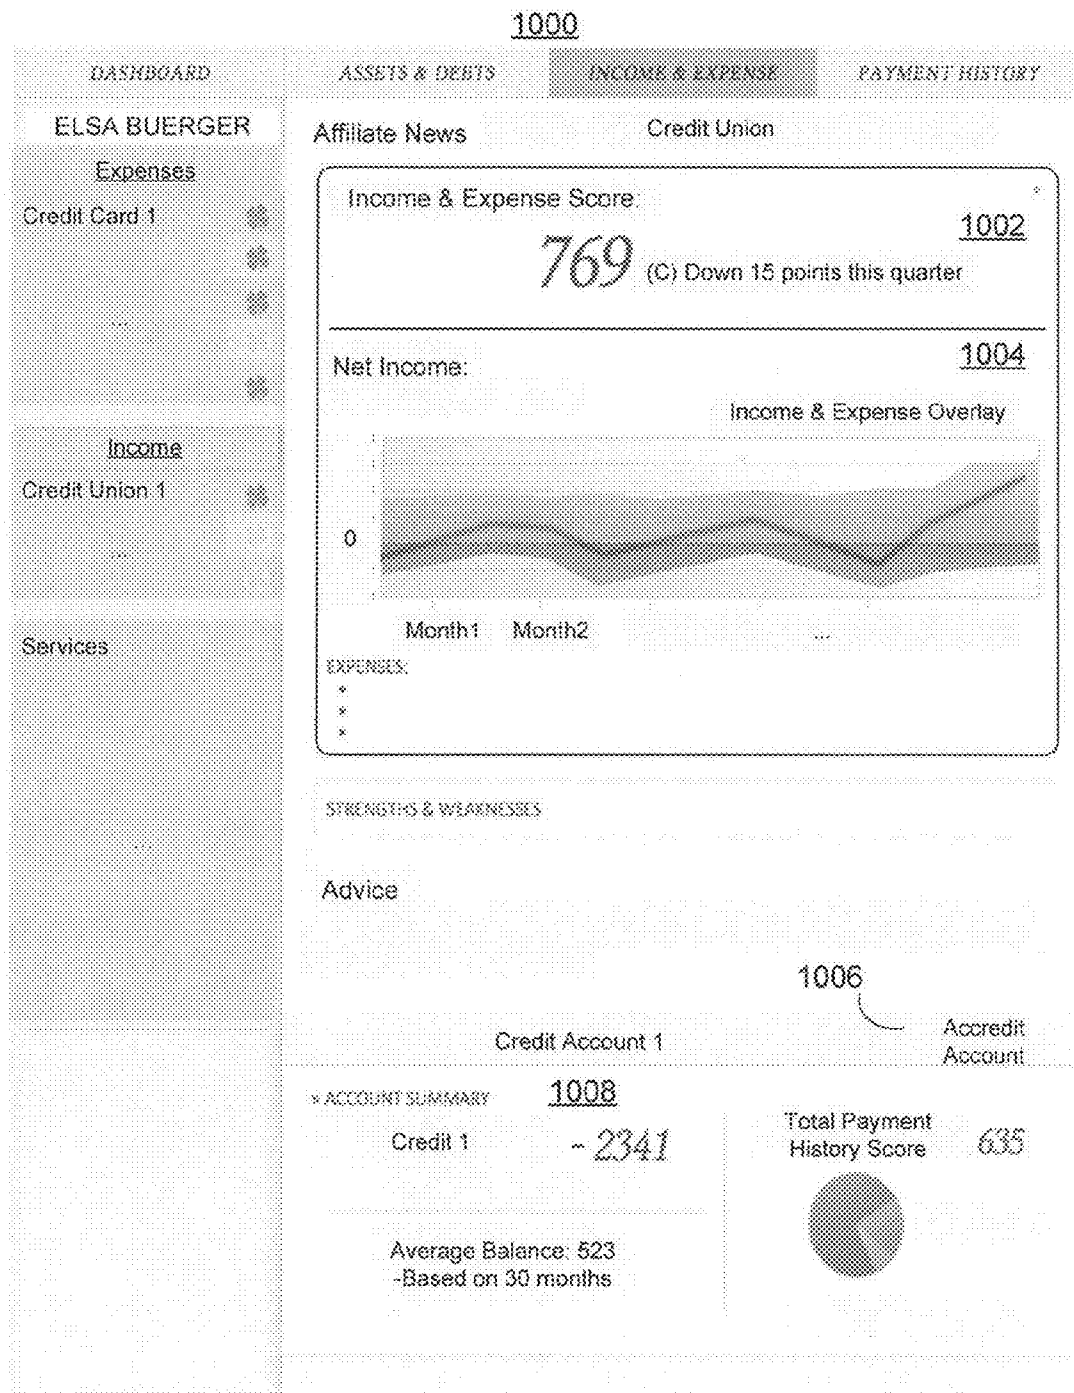 1000
DASHBOARD
ASSETS & DEBTS
INCOME & EXPENSE
PAYMENT HISTORY
ELSA BUERGER
Expenses
Credit Card 1
$$
$$
$$
...
$$
Income
Credit Union 1
$$
...
Services
...
Affiliate News
Credit Union
Income & Expense Score:
1002
769 (C) Down 15 points this quarter
1004
Net Income:
Income & Expense Overlay
0
Month1 Month2 ...
EXPENSES:
STRENGTHS & WEAKNESSES
Advice
1006
Credit Account 1
Accredit
Account
× ACCOUNT SUMMARY
1008
Credit 1 - 2341
Average Balance: 523
-Based on 30 months
Total Payment
History Score 635